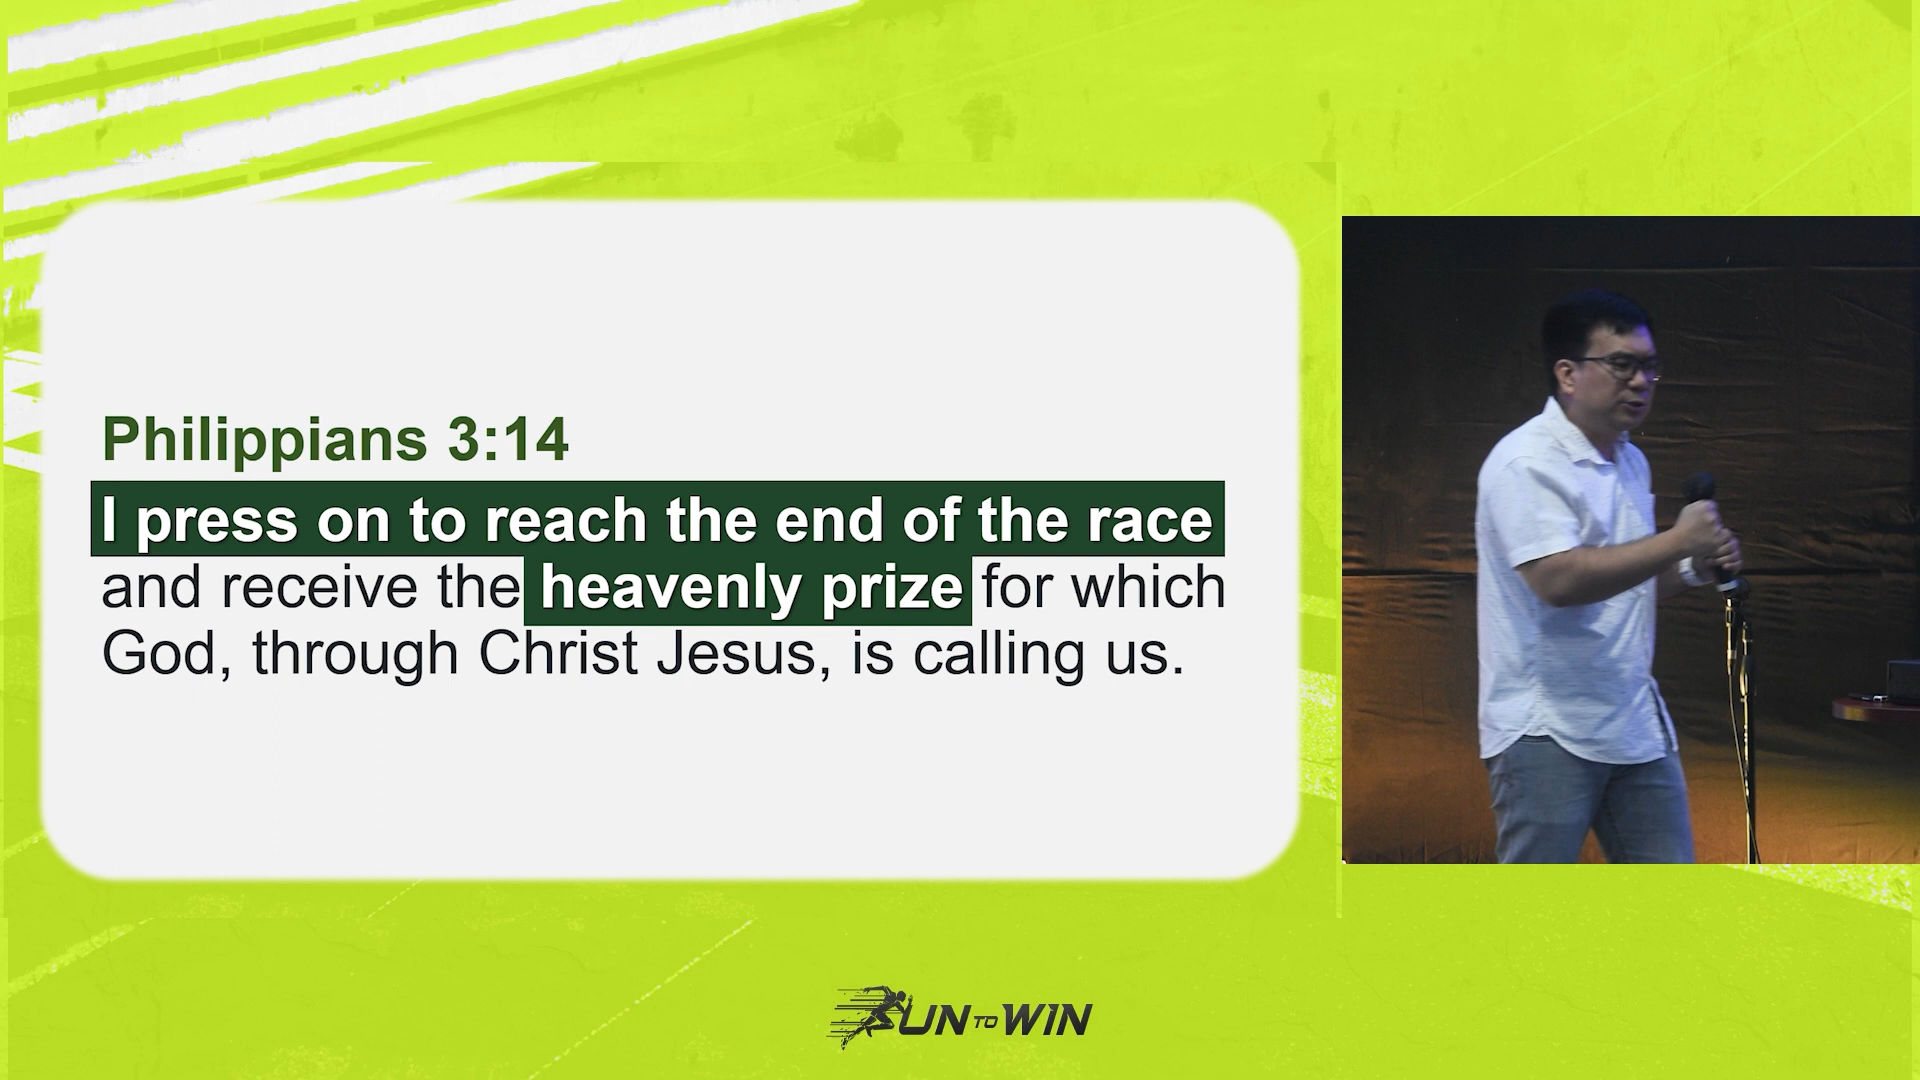 Philippians 3:14
I press on to reach the end of the race
and receive the heavenly prize for which
God, through Christ Jesus, is calling us.
RUN TO WIN